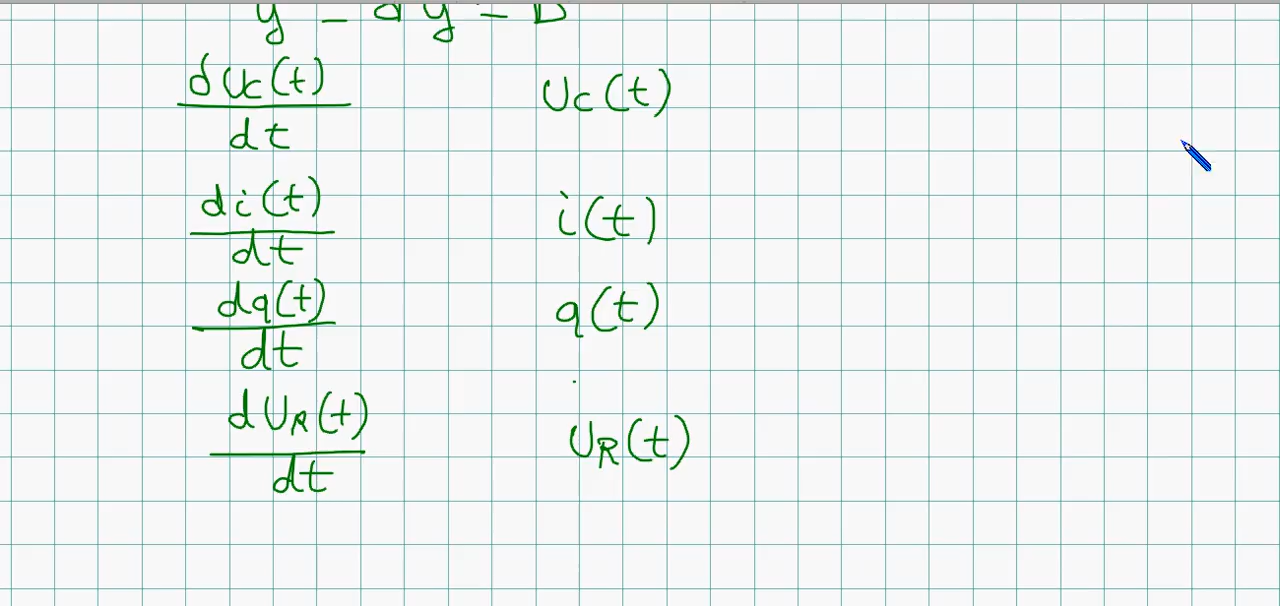 y - a y = b
dUc(t)/dt Uc(t)
di(t)/dt i(t)
dq(t)/dt q(t)
dUR(t)/dt UR(t)